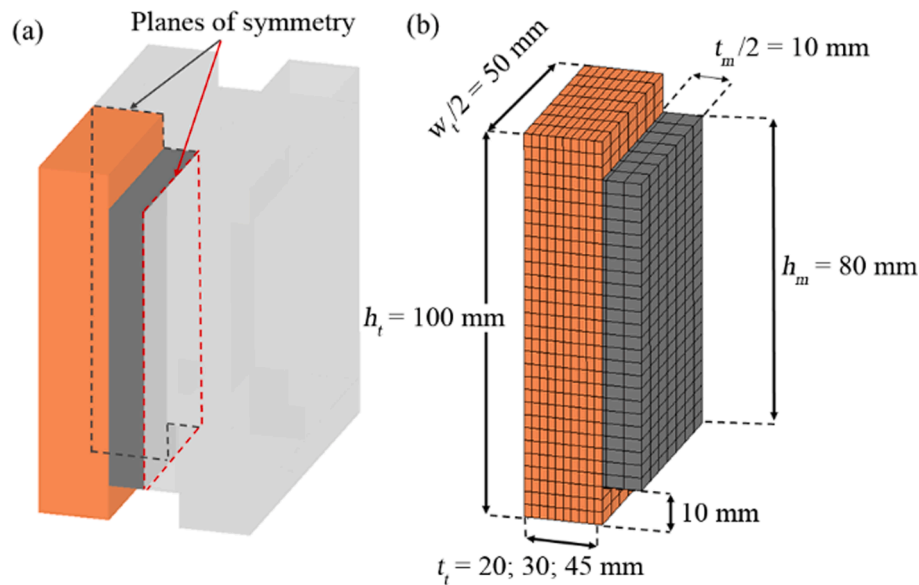 (a)
Planes of symmetry
(b)
w_t/2 = 50 mm
t_m/2 = 10 mm
h_t = 100 mm
h_m = 80 mm
10 mm
t_t = 20; 30; 45 mm